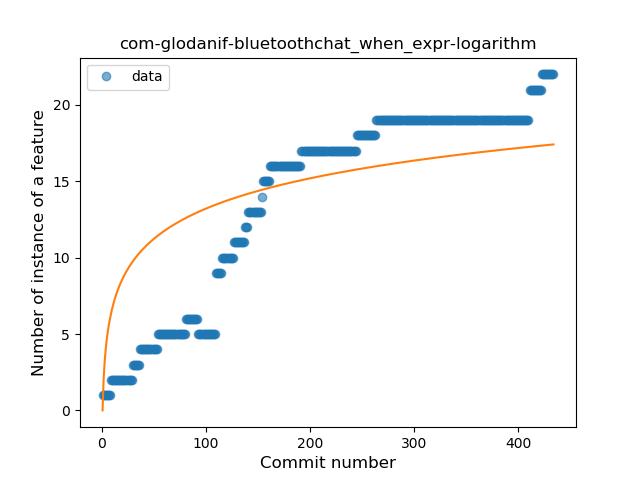 com-glodanif-bluetoothchat_when_expr-logarithm
data
Number of instance of a feature
20
15
10
5
0
0 100 200 300 400
Commit number